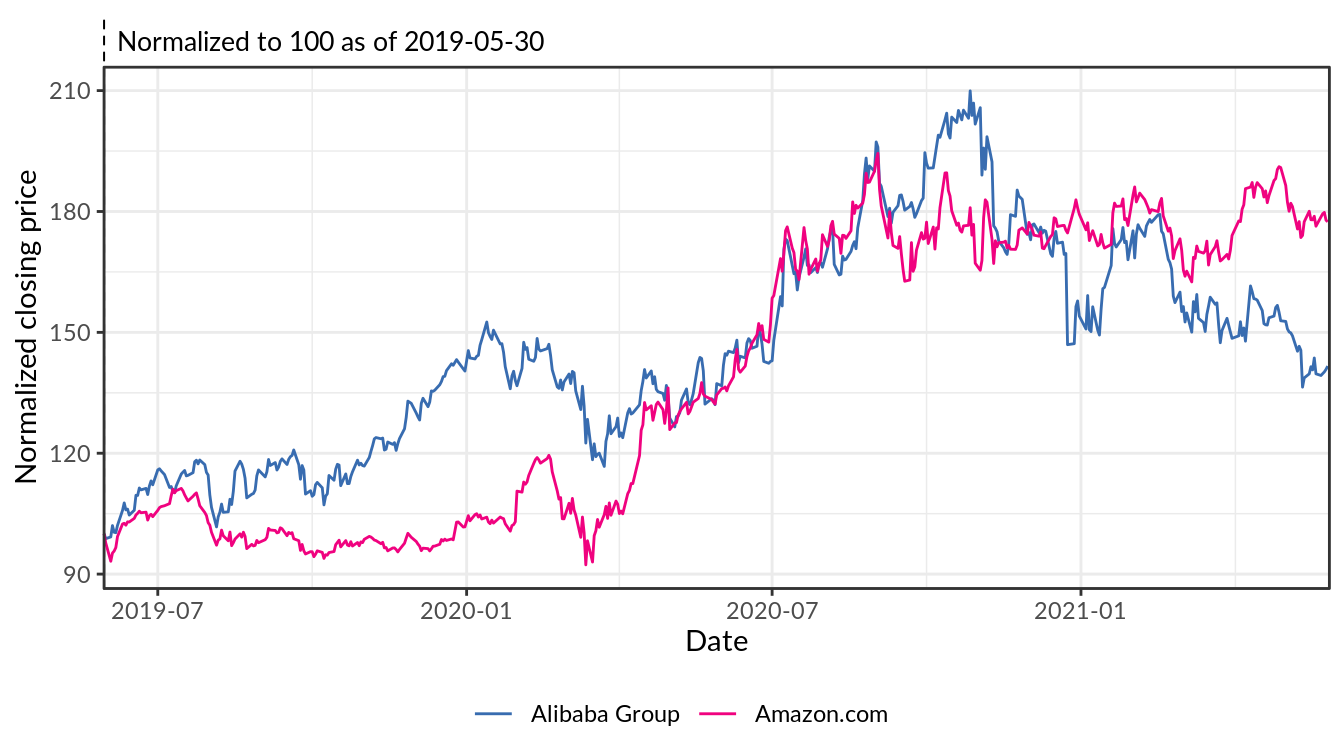 Normalized to 100 as of 2019-05-30
Normalized closing price
210
180
150
120
90
2019-07 2020-01 2020-07 2021-01
Date
Alibaba Group Amazon.com